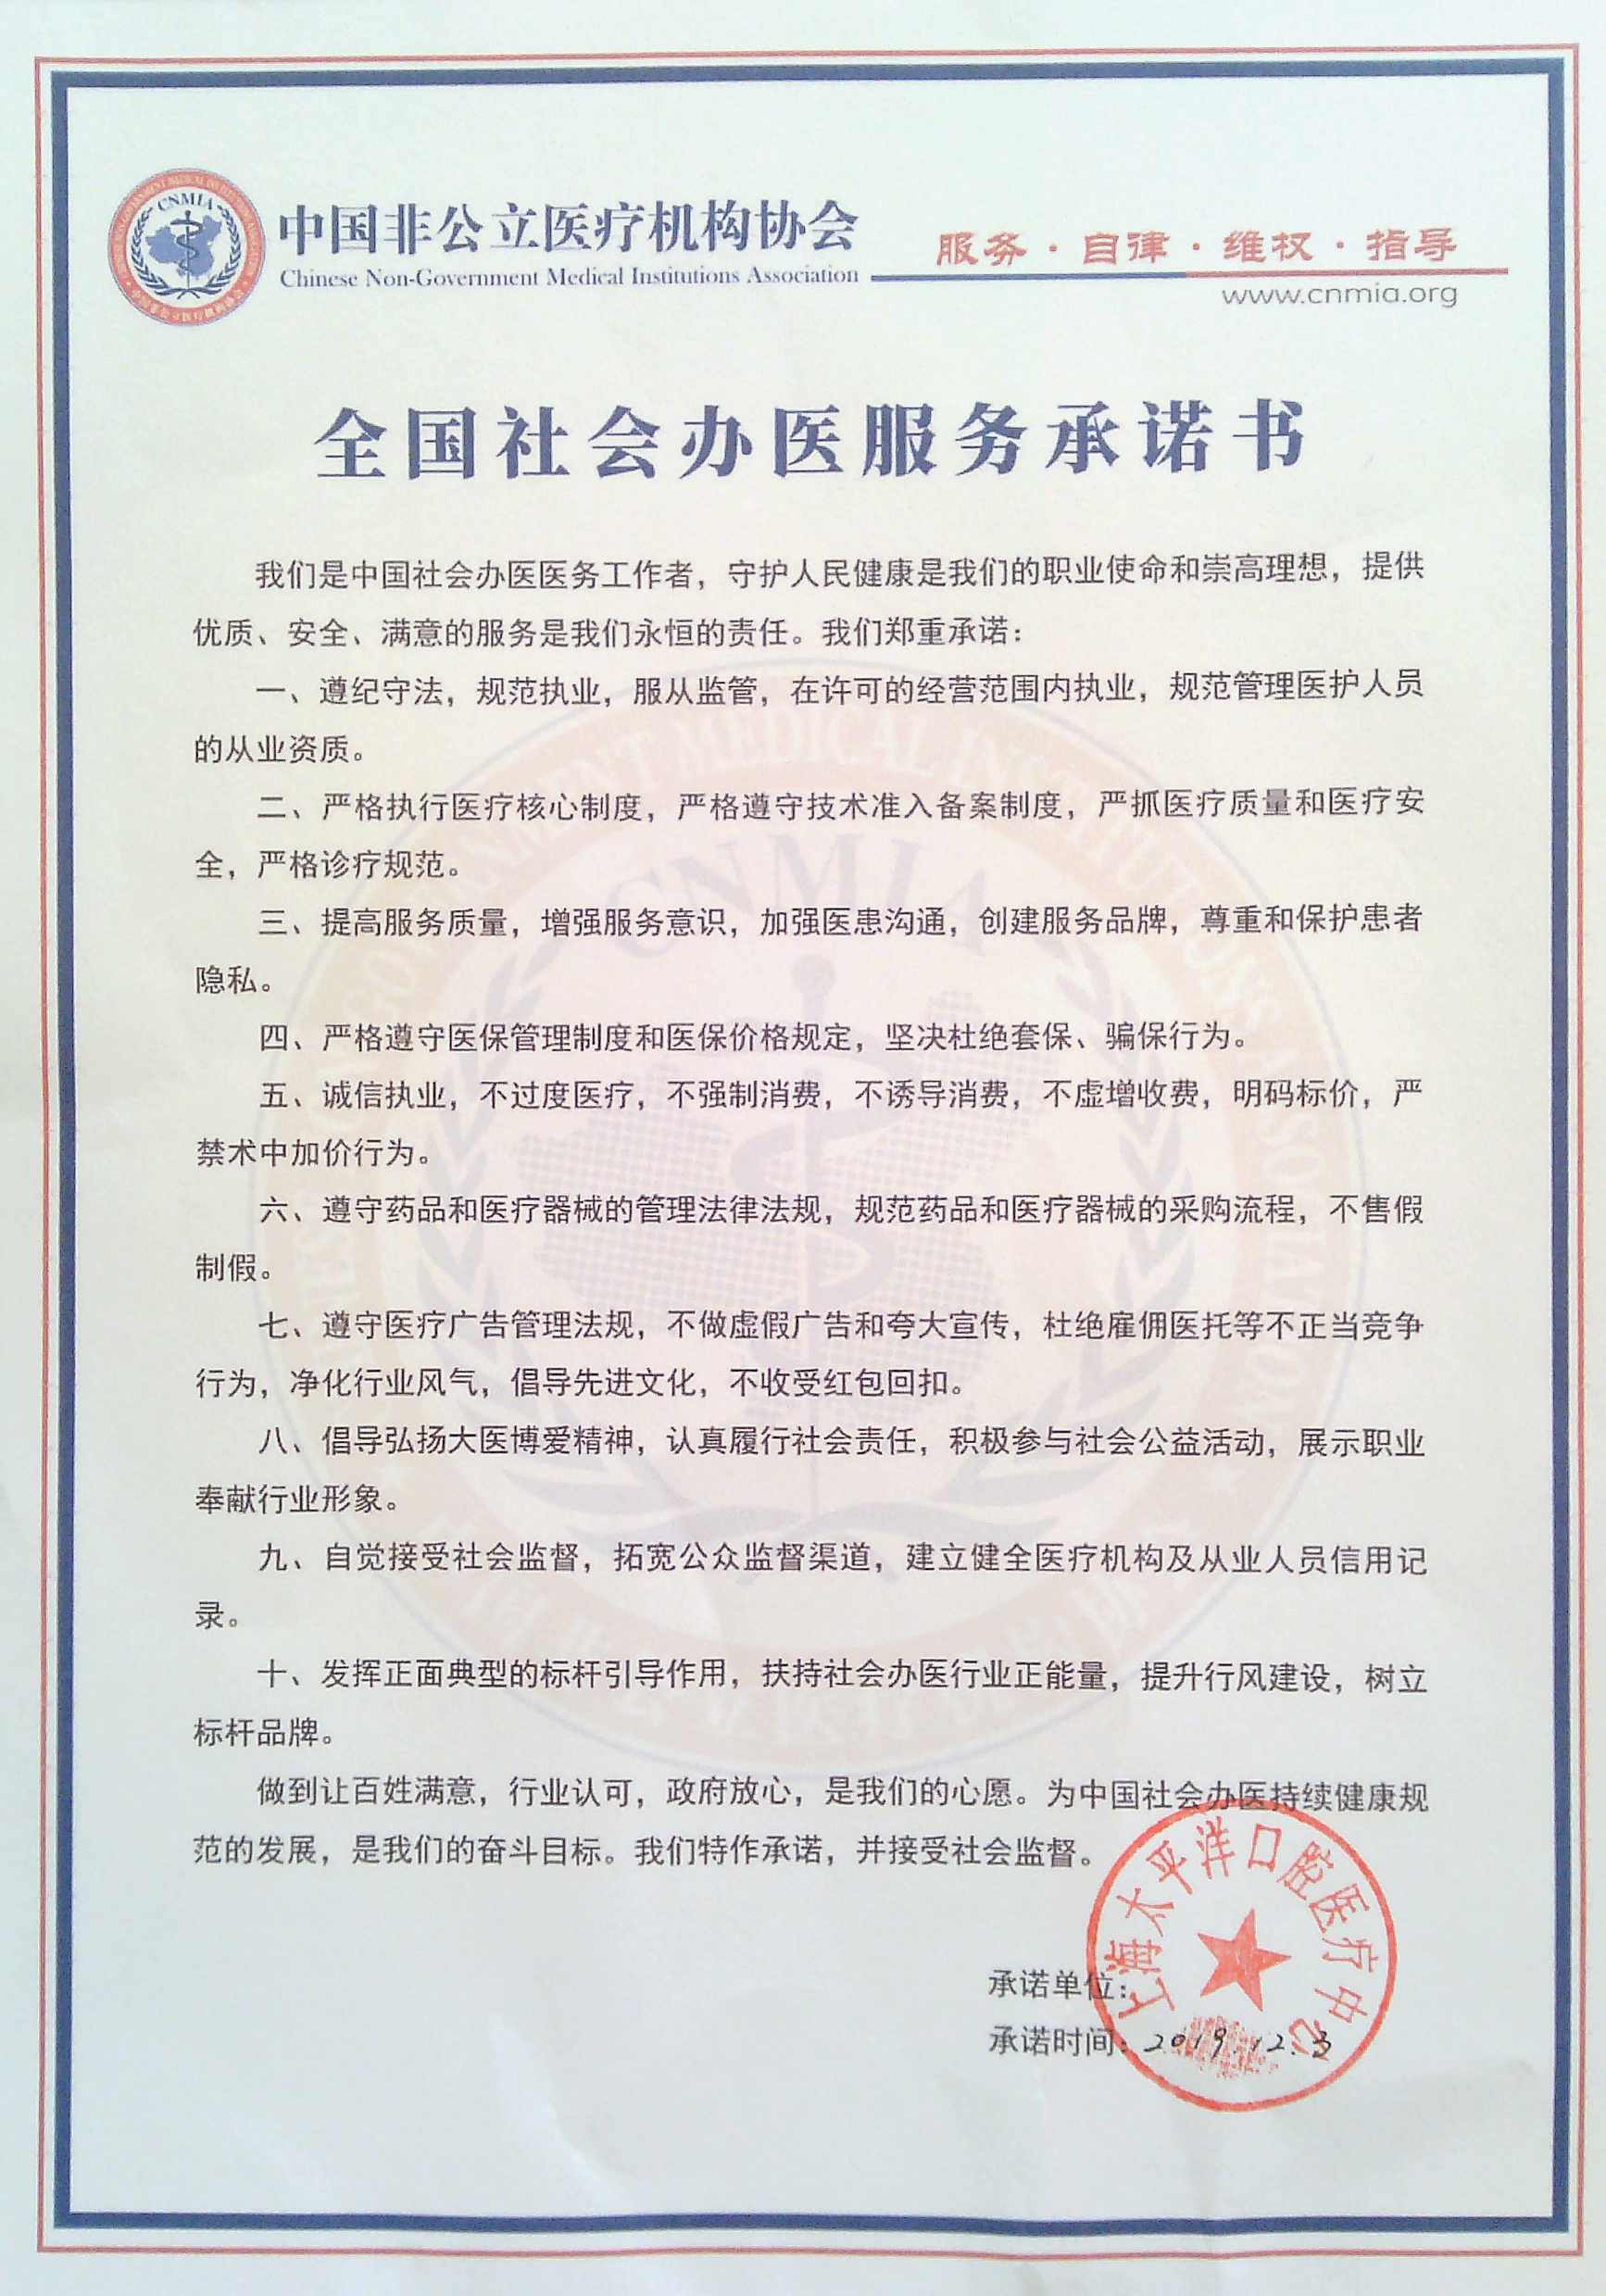 CNMIA
中国非公立医疗机构协会
Chinese Non-Government Medical Institutions Association
服务·自律·维权·指导
www.cnmia.org
全国社会办医服务承诺书
我们是中国社会办医医务工作者，守护人民健康是我们的职业使命和崇高理想，提供
优质、安全、满意的服务是我们永恒的责任。我们郑重承诺：
一、遵纪守法，规范执业，服从监管，在许可的经营范围内执业，规范管理医护人员
的从业资质。
二、严格执行医疗核心制度，严格遵守技术准入备案制度，严抓医疗质量和医疗安
全，严格诊疗规范。
三、提高服务质量，增强服务意识，加强医患沟通，创建服务品牌，尊重和保护患者
隐私。
四、严格遵守医保管理制度和医保价格规定，坚决杜绝套保、骗保行为。
五、诚信执业，不过度医疗，不强制消费，不诱导消费，不虚增收费，明码标价，严
禁术中加价行为。
六、遵守药品和医疗器械的管理法律法规，规范药品和医疗器械的采购流程，不售假
制假。
七、遵守医疗广告管理法规，不做虚假广告和夸大宣传，杜绝雇佣医托等不正当竞争
行为，净化行业风气，倡导先进文化，不收受红包回扣。
八、倡导弘扬大医博爱精神，认真履行社会责任，积极参与社会公益活动，展示职业
奉献行业形象。
九、自觉接受社会监督，拓宽公众监督渠道，建立健全医疗机构及从业人员信用记
录。
十、发挥正面典型的标杆引导作用，扶持社会办医行业正能量，提升行风建设，树立
标杆品牌。
做到让百姓满意，行业认可，政府放心，是我们的心愿。为中国社会办医持续健康规
范的发展，是我们的奋斗目标。我们特作承诺，并接受社会监督。
上海太平洋口腔医疗中心
承诺单位：
承诺时间：2019.12.3